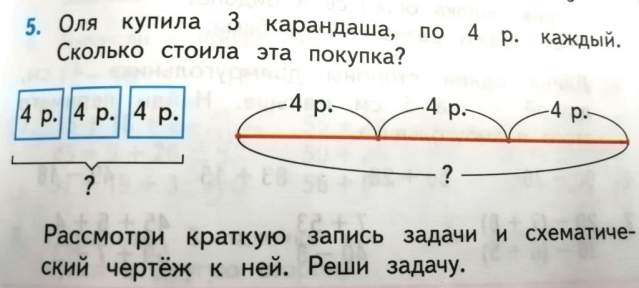 5. Оля купила 3 карандаша, по 4 р. каждый.
Сколько стоила эта покупка?
4 р. 4 р. 4 р.
?
4 р. 4 р. 4 р.
?
Рассмотри краткую запись задачи и схематиче-
ский чертёж к ней. Реши задачу.